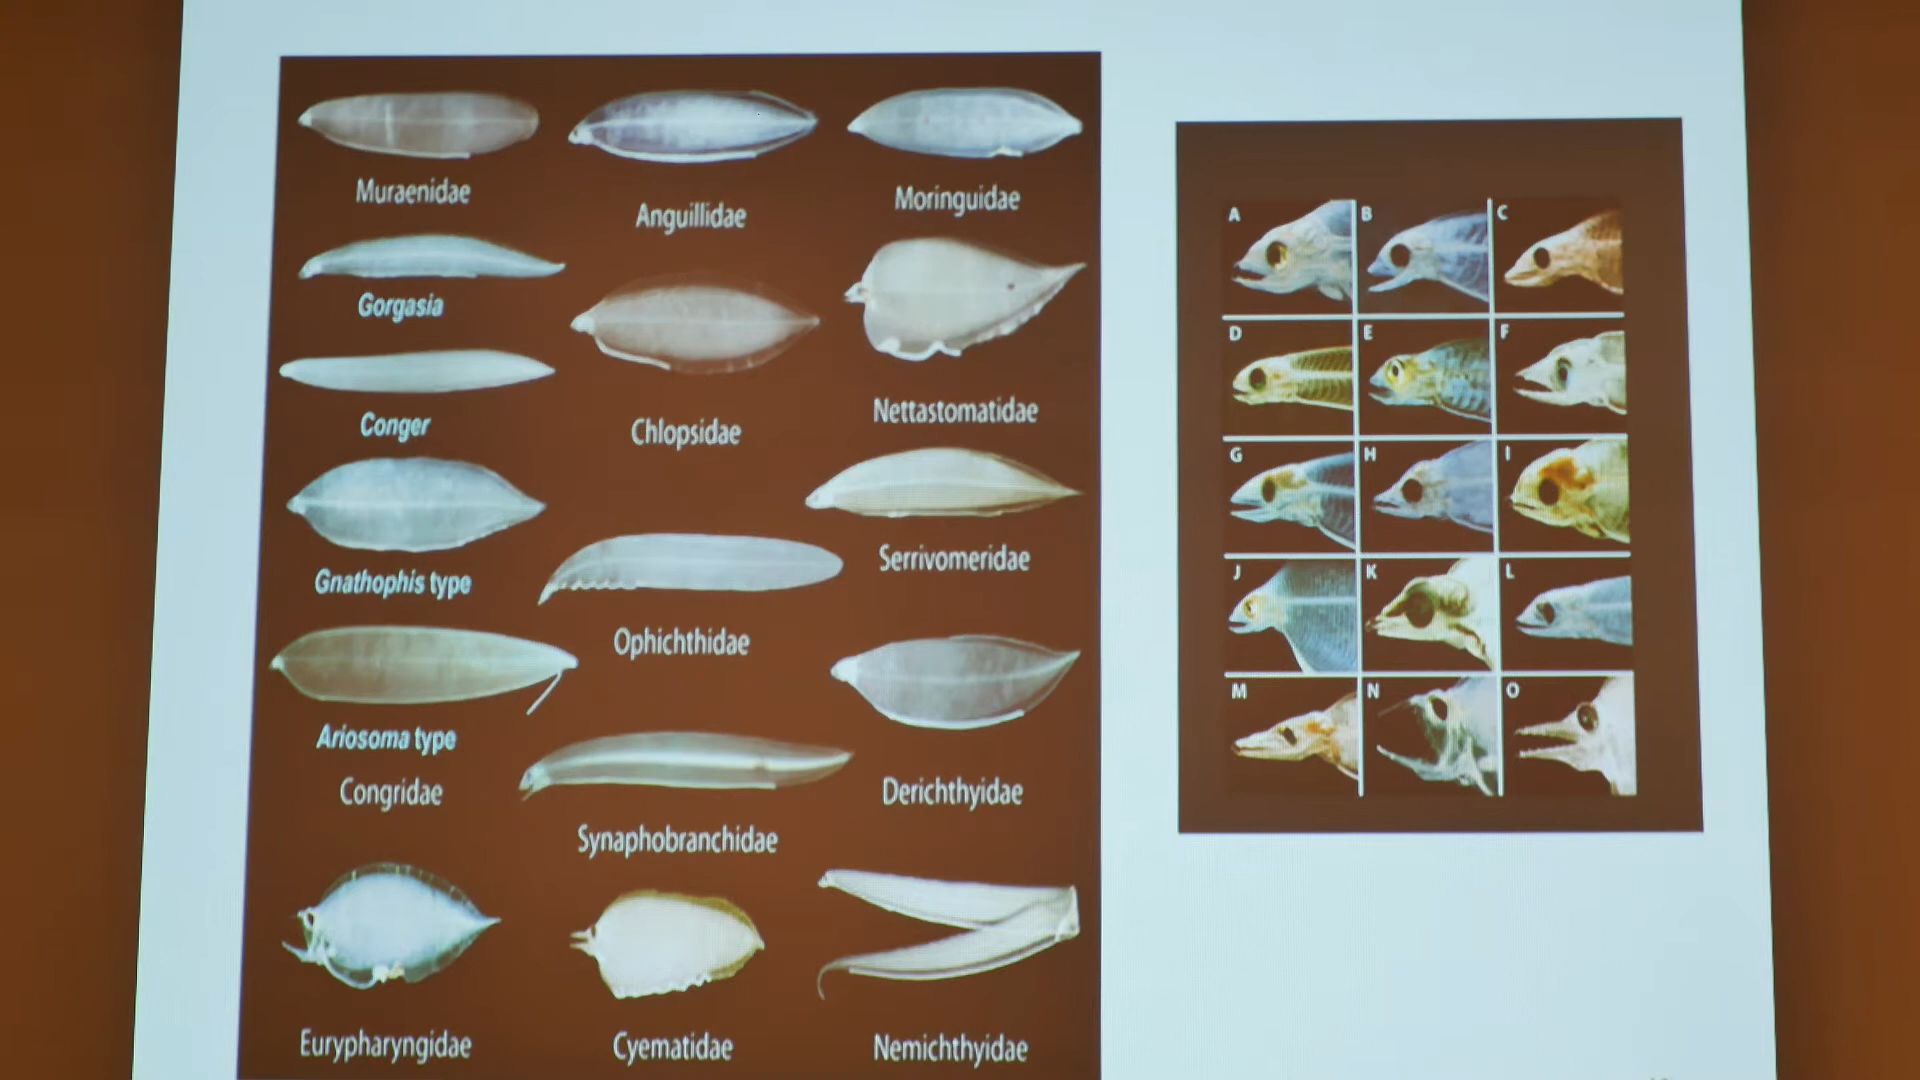 Muraenidae
Anguillidae
Moringuidae
Gorgasia
Conger
Chlopsidae
Nettastomatidae
Gnathophis type
Serrivomeridae
Ophichthidae
Ariosoma type
Congridae
Derichthyidae
Synaphobranchidae
Eurypharyngidae
Cyematidae
Nemichthyidae
A
B
C
D
E
F
G
H
I
J
K
L
M
N
O